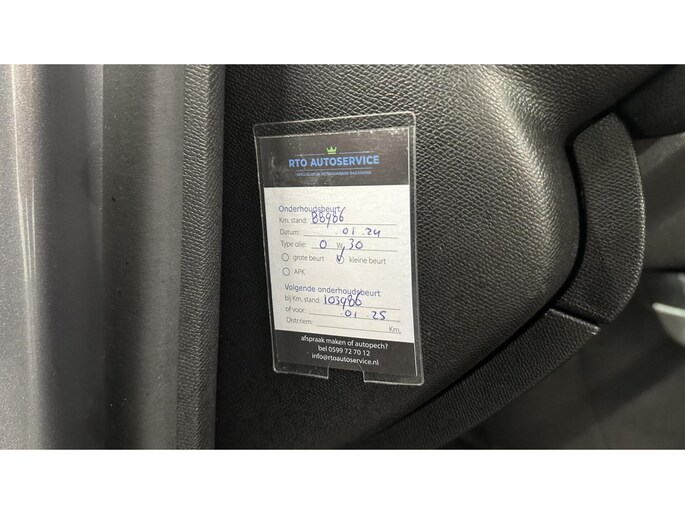 RTO AUTOSERVICE
Onderhoudsbeurt
Km. stand: 88986
Datum: .01.24
Type olie: 0 W 30
grote beurt kleine beurt
APK
Volgende onderhoudsbeurt
bij Km. stand: 103986
of voor: .01.25
Distr.riem: Km.
afspraak maken of autopech?
bel 0599 72 70 12
info@rtoautoservice.nl